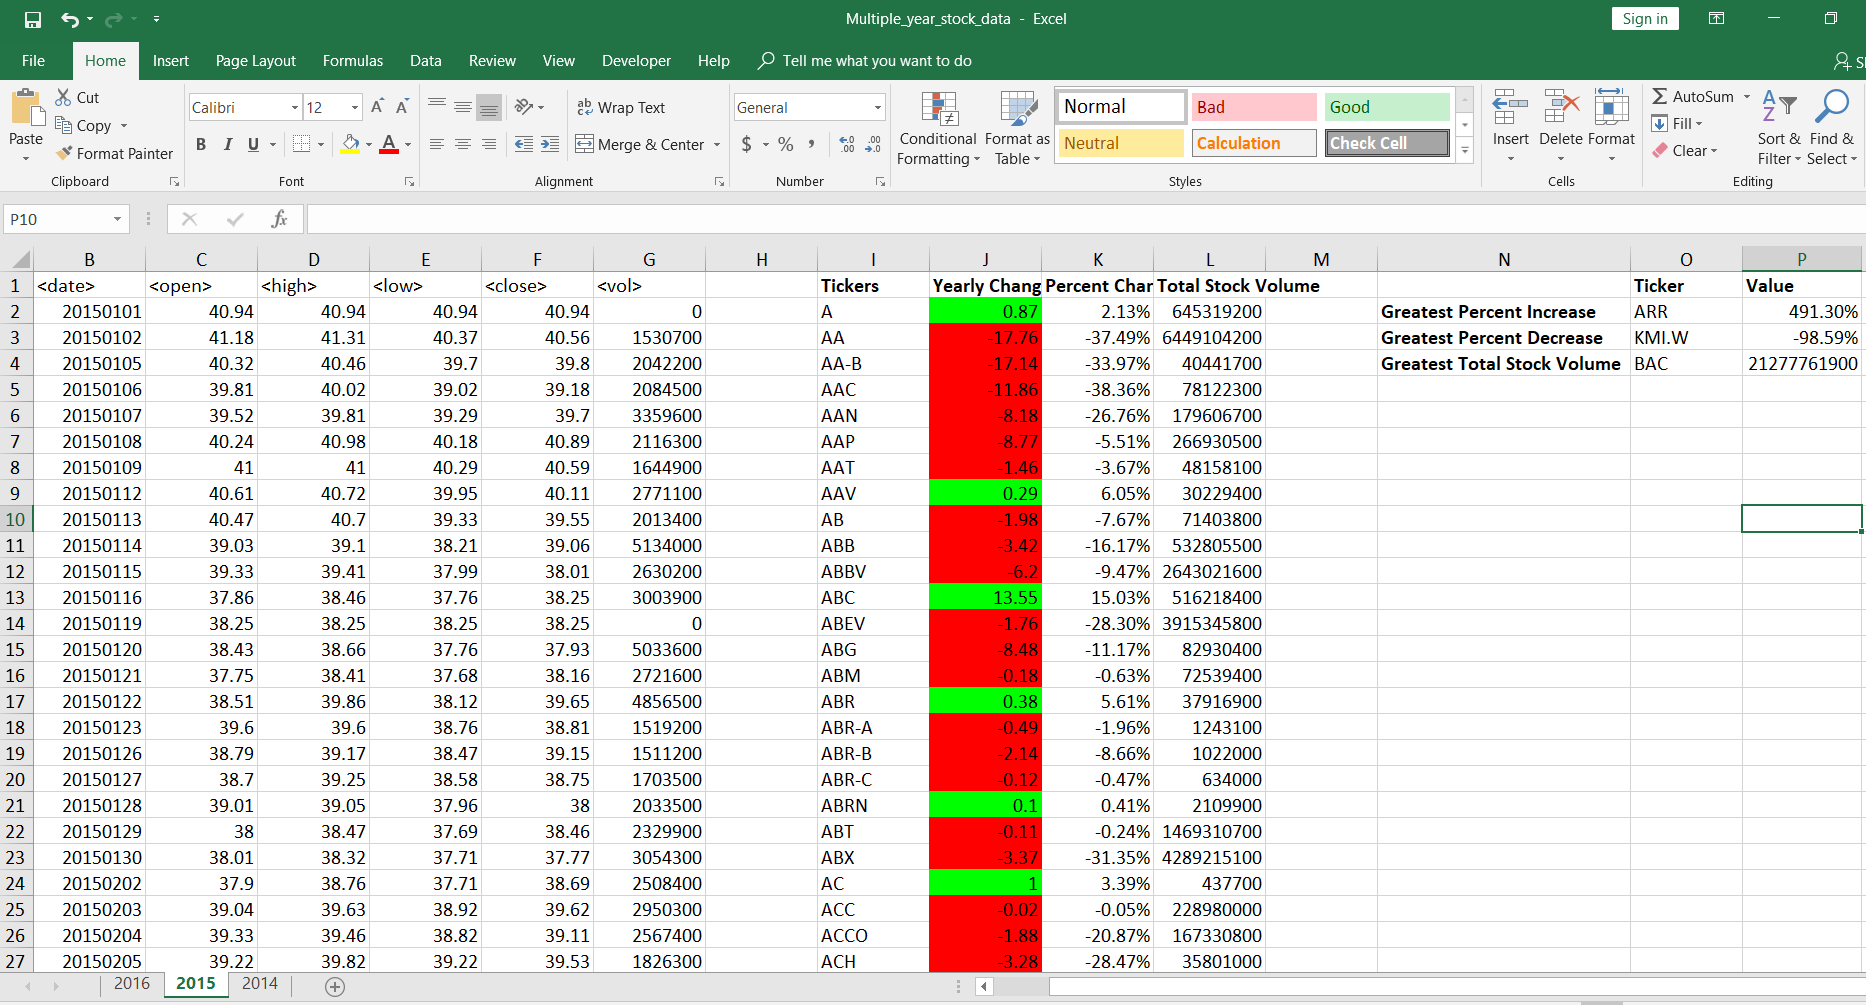 Multiple_year_stock_data - Excel
Sign in
File Home Insert Page Layout Formulas Data Review View Developer Help Tell me what you want to do
Paste
Cut
Copy
Format Painter
Clipboard
Calibri 12
B I U
Font
Wrap Text
Merge & Center
Alignment
General
$ % ,
Number
Conditional Formatting
Format as Table
Normal Bad Good
Neutral Calculation Check Cell
Styles
Insert Delete Format
Cells
AutoSum
Fill
Clear
Sort & Filter
Find & Select
Editing
P10 fx
B C D E F G H I J K L M N O P
1 <date> <open> <high> <low> <close> <vol> Tickers Yearly Chang Percent Char Total Stock Volume Ticker Value
2 20150101 40.94 40.94 40.94 40.94 0 A 0.87 2.13% 645319200 Greatest Percent Increase ARR 491.30%
3 20150102 41.18 41.31 40.37 40.56 1530700 AA -17.76 -37.49% 6449104200 Greatest Percent Decrease KMI.W -98.59%
4 20150105 40.32 40.46 39.7 39.8 2042200 AA-B -17.14 -33.97% 40441700 Greatest Total Stock Volume BAC 21277761900
5 20150106 39.81 40.02 39.02 39.18 2084500 AAC -11.86 -38.36% 78122300
6 20150107 39.52 39.81 39.29 39.7 3359600 AAN -8.18 -26.76% 179606700
7 20150108 40.24 40.98 40.18 40.89 2116300 AAP -8.77 -5.51% 266930500
8 20150109 41 41 40.29 40.59 1644900 AAT -1.46 -3.67% 48158100
9 20150112 40.61 40.72 39.95 40.11 2771100 AAV 0.29 6.05% 30229400
10 20150113 40.47 40.7 39.33 39.55 2013400 AB -1.98 -7.67% 71403800
11 20150114 39.03 39.1 38.21 39.06 5134000 ABB -3.42 -16.17% 532805500
12 20150115 39.33 39.41 37.99 38.01 2630200 ABBV -6.2 -9.47% 2643021600
13 20150116 37.86 38.46 37.76 38.25 3003900 ABC 13.55 15.03% 516218400
14 20150119 38.25 38.25 38.25 38.25 0 ABEV -1.76 -28.30% 3915345800
15 20150120 38.43 38.66 37.76 37.93 5033600 ABG -8.48 -11.17% 82930400
16 20150121 37.75 38.41 37.68 38.16 2721600 ABM -0.18 -0.63% 72539400
17 20150122 38.51 39.86 38.12 39.65 4856500 ABR 0.38 5.61% 37916900
18 20150123 39.6 39.6 38.76 38.81 1519200 ABR-A -0.49 -1.96% 1243100
19 20150126 38.79 39.17 38.47 39.15 1511200 ABR-B -2.14 -8.66% 1022000
20 20150127 38.7 39.25 38.58 38.75 1703500 ABR-C -0.12 -0.47% 634000
21 20150128 39.01 39.05 37.96 38 2033500 ABRN 0.1 0.41% 2109900
22 20150129 38 38.47 37.69 38.46 2329900 ABT -0.11 -0.24% 1469310700
23 20150130 38.01 38.32 37.71 37.77 3054300 ABX -3.37 -31.35% 4289215100
24 20150202 37.9 38.76 37.71 38.69 2508400 AC 1 3.39% 437700
25 20150203 39.04 39.63 38.92 39.62 2950300 ACC -0.02 -0.05% 228980000
26 20150204 39.33 39.46 38.82 39.11 2567400 ACCO -1.88 -20.87% 167330800
27 20150205 39.22 39.82 39.22 39.53 1826300 ACH -3.28 -28.47% 35801000
2016 2015 2014